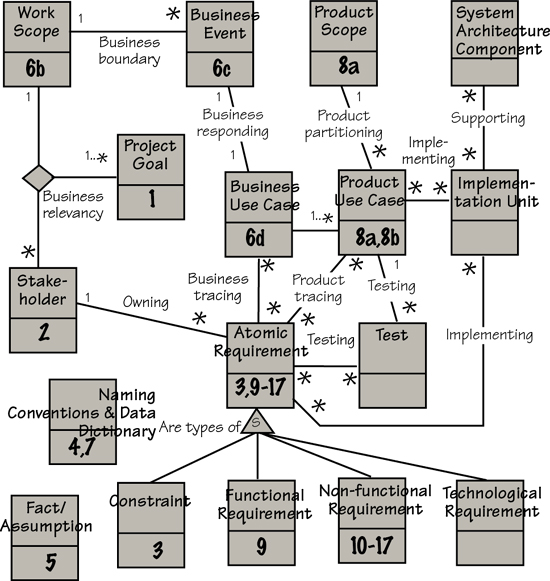 Work
Scope
6b
1
*
Business
boundary
Business
Event
6c
Product
Scope
8a
System
Architecture
Component
1
1
1
*
Business
responding
Product
partitioning
Supporting
1..*
Project
Goal
1
Business
relevancy
1
*
Imple-
menting
*
Business
Use Case
6d
1..*
Product
Use Case
8a,8b
*
*
Implemen-
tation Unit
*
Stake-
holder
2
1
Owning
*
*
Business
tracing
*
*
Product
tracing
*
1
Testing
*
*
Implementing
Atomic
Requirement
3,9-17
Testing
*
*
Test
*
Naming
Conventions & Data
Dictionary
4,7
Are types of
S
Fact/
Assumption
5
Constraint
3
Functional
Requirement
9
Non-functional
Requirement
10-17
Technological
Requirement